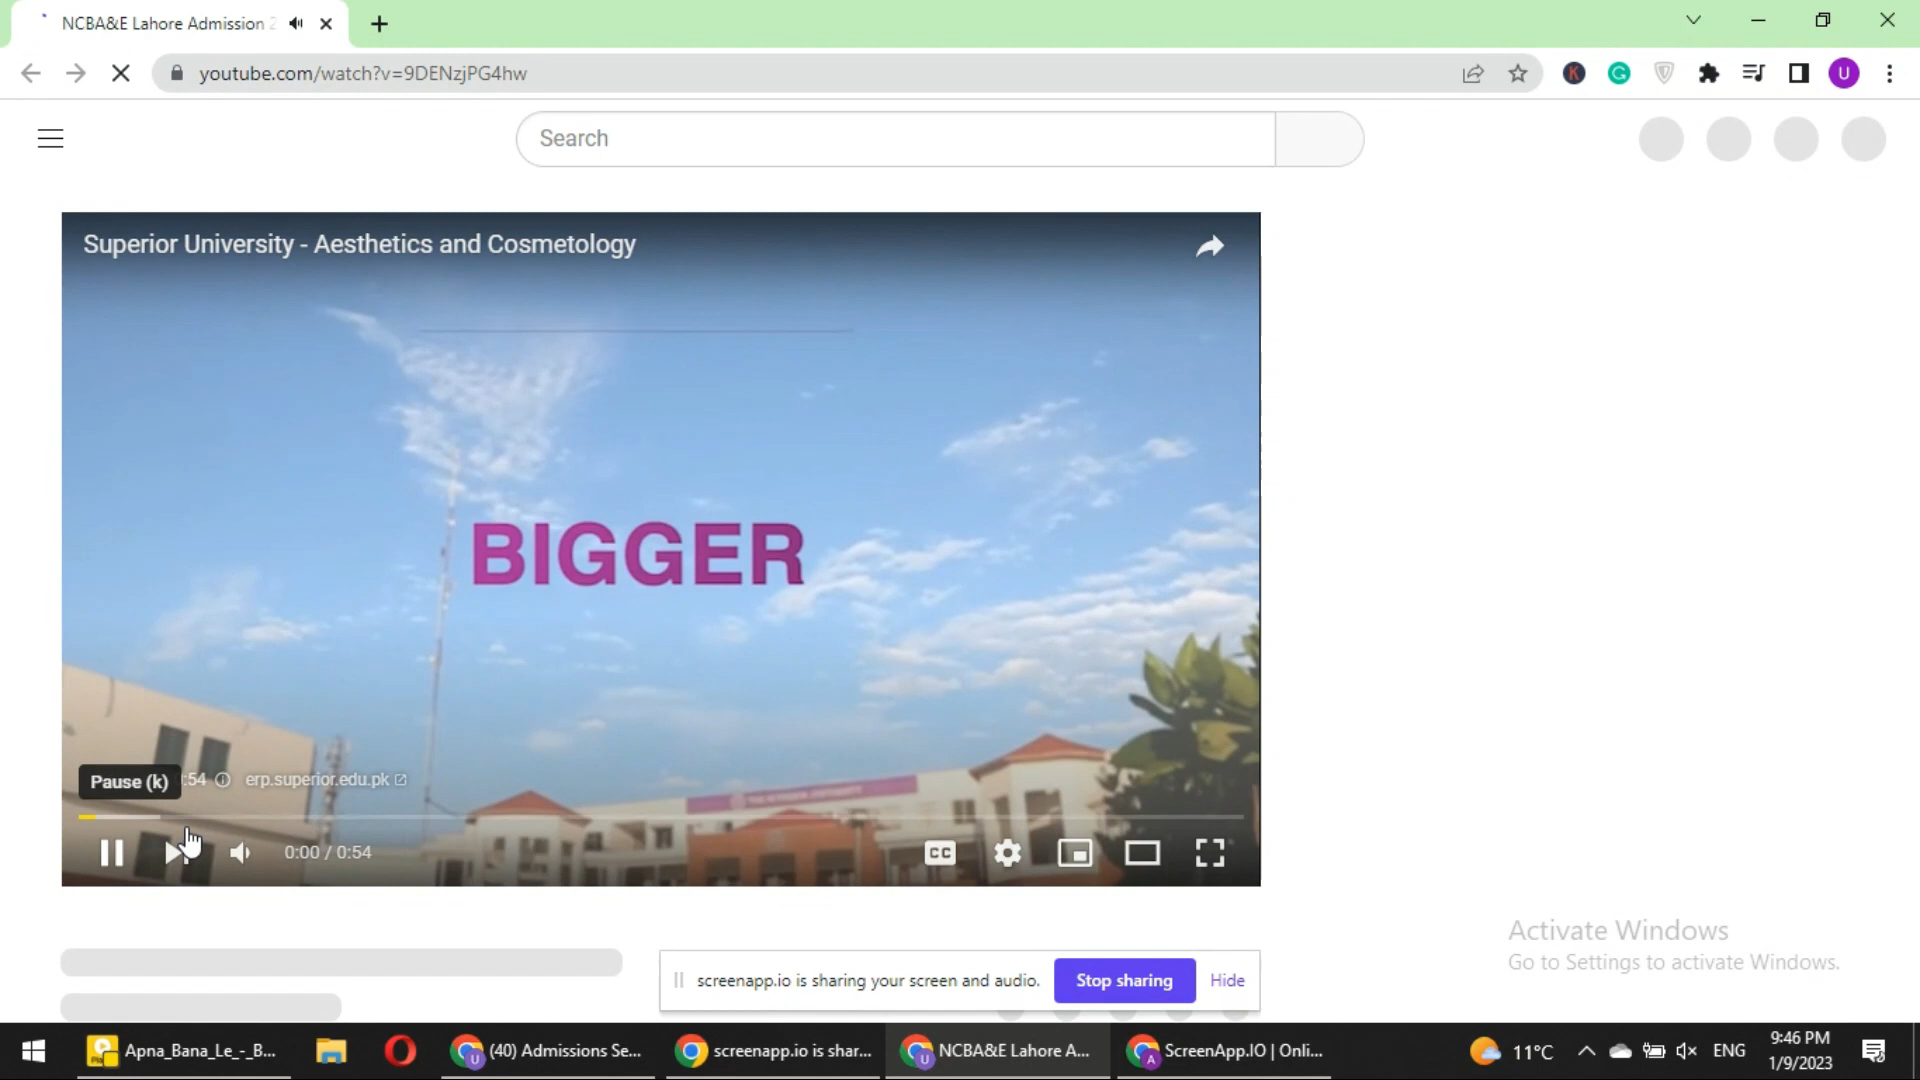 NCBA&E Lahore Admission 2
youtube.com/watch?v=9DENzjPG4hw
U
Search
Superior University - Aesthetics and Cosmetology
BIGGER
Pause (k)
:54
erp.superior.edu.pk
0:00 / 0:54
CC
Activate Windows
Go to Settings to activate Windows.
screenapp.io is sharing your screen and audio.
Stop sharing
Hide
Apna_Bana_Le_-_B...
(40) Admissions Se...
screenapp.io is shar...
NCBA&E Lahore A...
ScreenApp.IO | Onli...
11°C
ENG
9:46 PM
1/9/2023